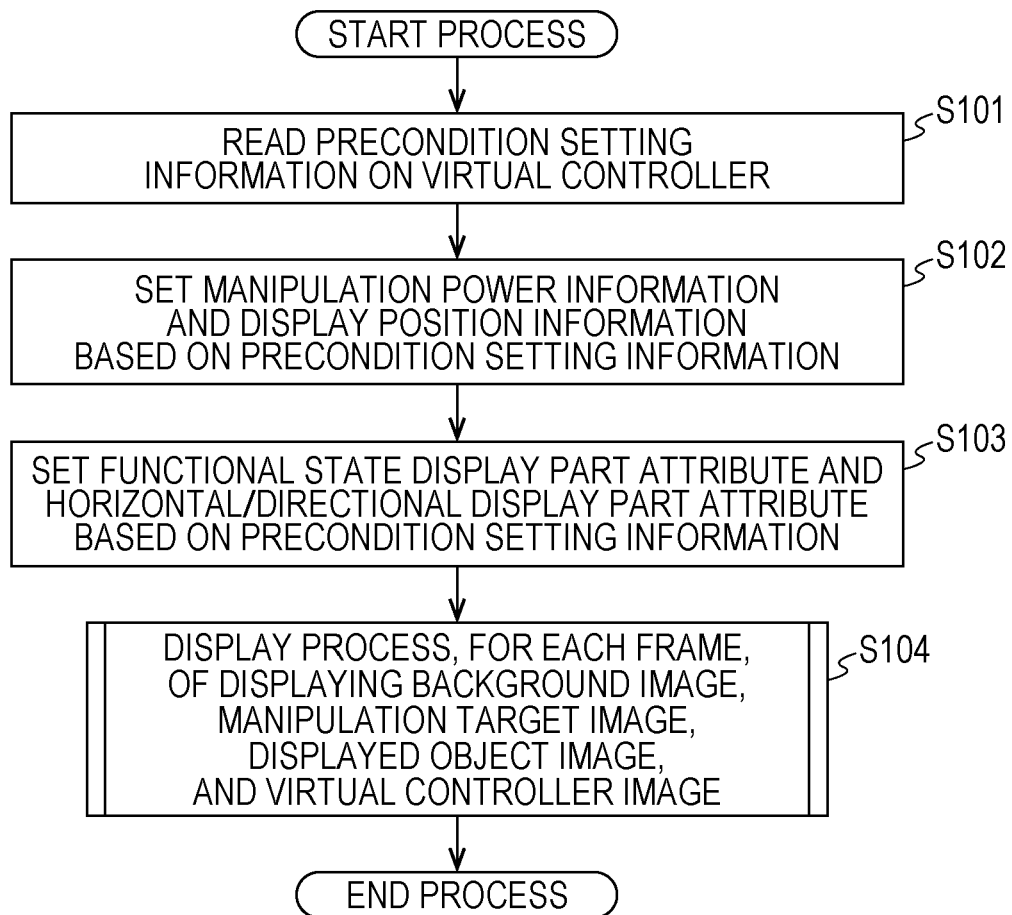 START PROCESS
S101
READ PRECONDITION SETTING
INFORMATION ON VIRTUAL CONTROLLER
S102
SET MANIPULATION POWER INFORMATION
AND DISPLAY POSITION INFORMATION
BASED ON PRECONDITION SETTING INFORMATION
S103
SET FUNCTIONAL STATE DISPLAY PART ATTRIBUTE AND
HORIZONTAL/DIRECTIONAL DISPLAY PART ATTRIBUTE
BASED ON PRECONDITION SETTING INFORMATION
S104
DISPLAY PROCESS, FOR EACH FRAME,
OF DISPLAYING BACKGROUND IMAGE,
MANIPULATION TARGET IMAGE,
DISPLAYED OBJECT IMAGE,
AND VIRTUAL CONTROLLER IMAGE
END PROCESS